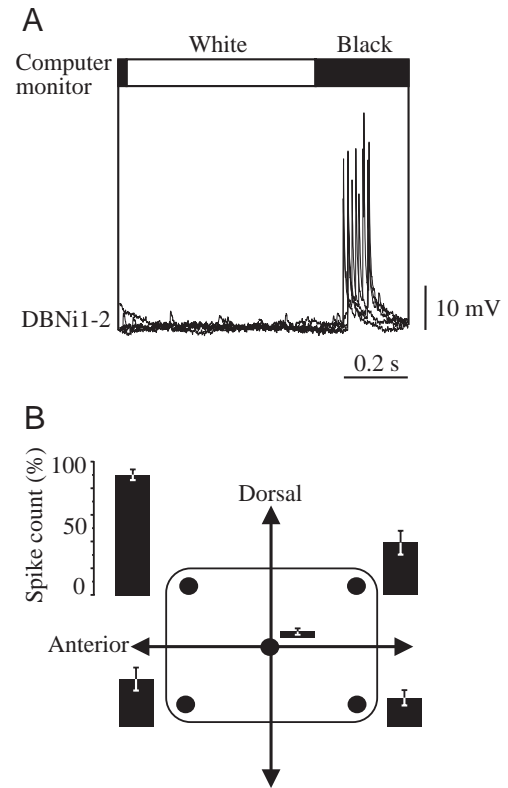 A
White Black
Computer
monitor
DBNi1-2
10 mV
0.2 s
B
Spike count (%)
100
50
0
Dorsal
Anterior